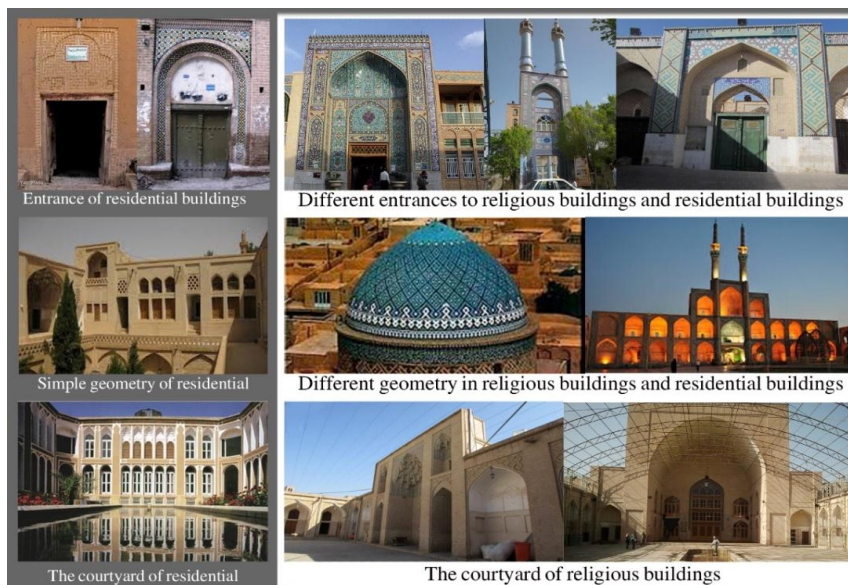 Entrance of residential buildings
Different entrances to religious buildings and residential buildings
Simple geometry of residential
Different geometry in religious buildings and residential buildings
The courtyard of residential
The courtyard of religious buildings